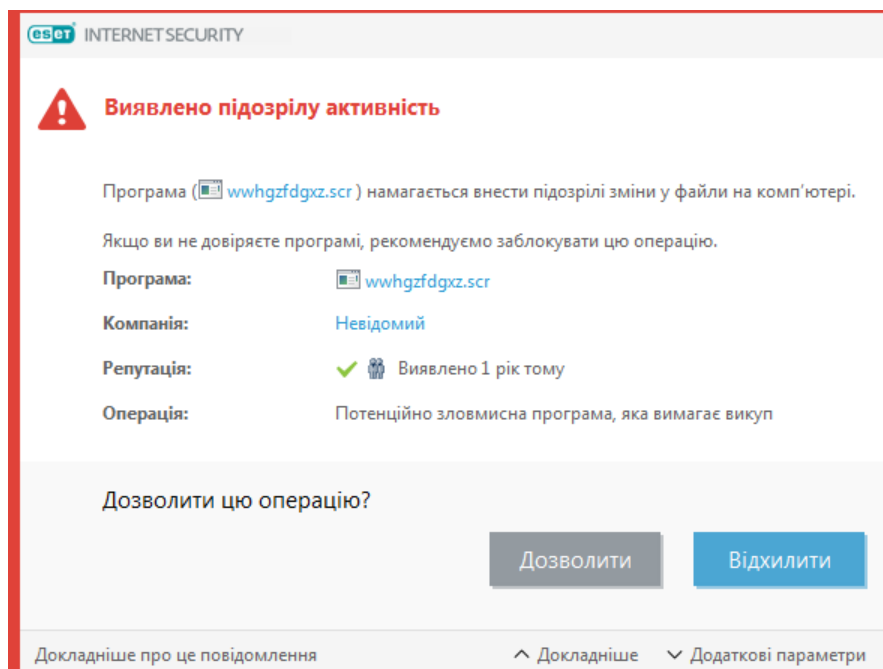 eset INTERNET SECURITY
Виявлено підозрілу активність
Програма ( wwhgzfdgxz.scr ) намагається внести підозрілі зміни у файли на комп'ютері.
Якщо ви не довіряєте програмі, рекомендуємо заблокувати цю операцію.
Програма: wwhgzfdgxz.scr
Компанія: Невідомий
Репутація: Виявлено 1 рік тому
Операція: Потенційно зловмисна програма, яка вимагає викуп
Дозволити цю операцію?
Дозволити Відхилити
Докладніше про це повідомлення Докладніше Додаткові параметри